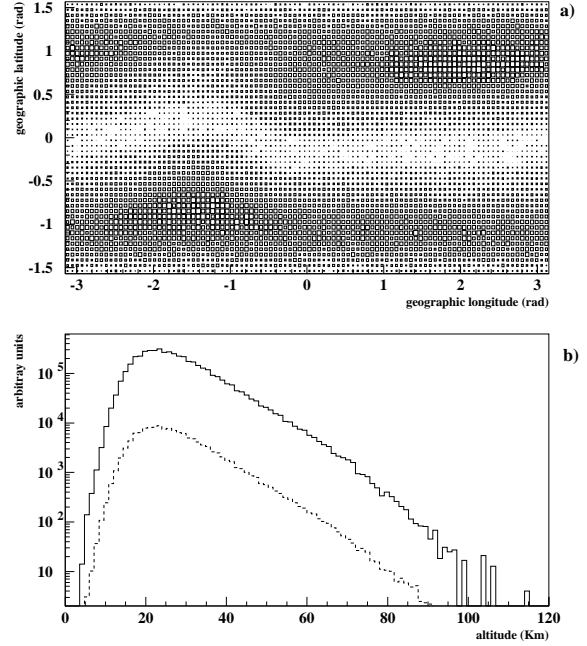 a)
geographic latitude (rad)
1.5
1
0.5
0
-0.5
-1
-1.5
-3 -2 -1 0 1 2 3
geographic longitude (rad)
b)
arbitray units
10 5
10 4
10 3
10 2
10
0 20 40 60 80 100 120
altitude (Km)